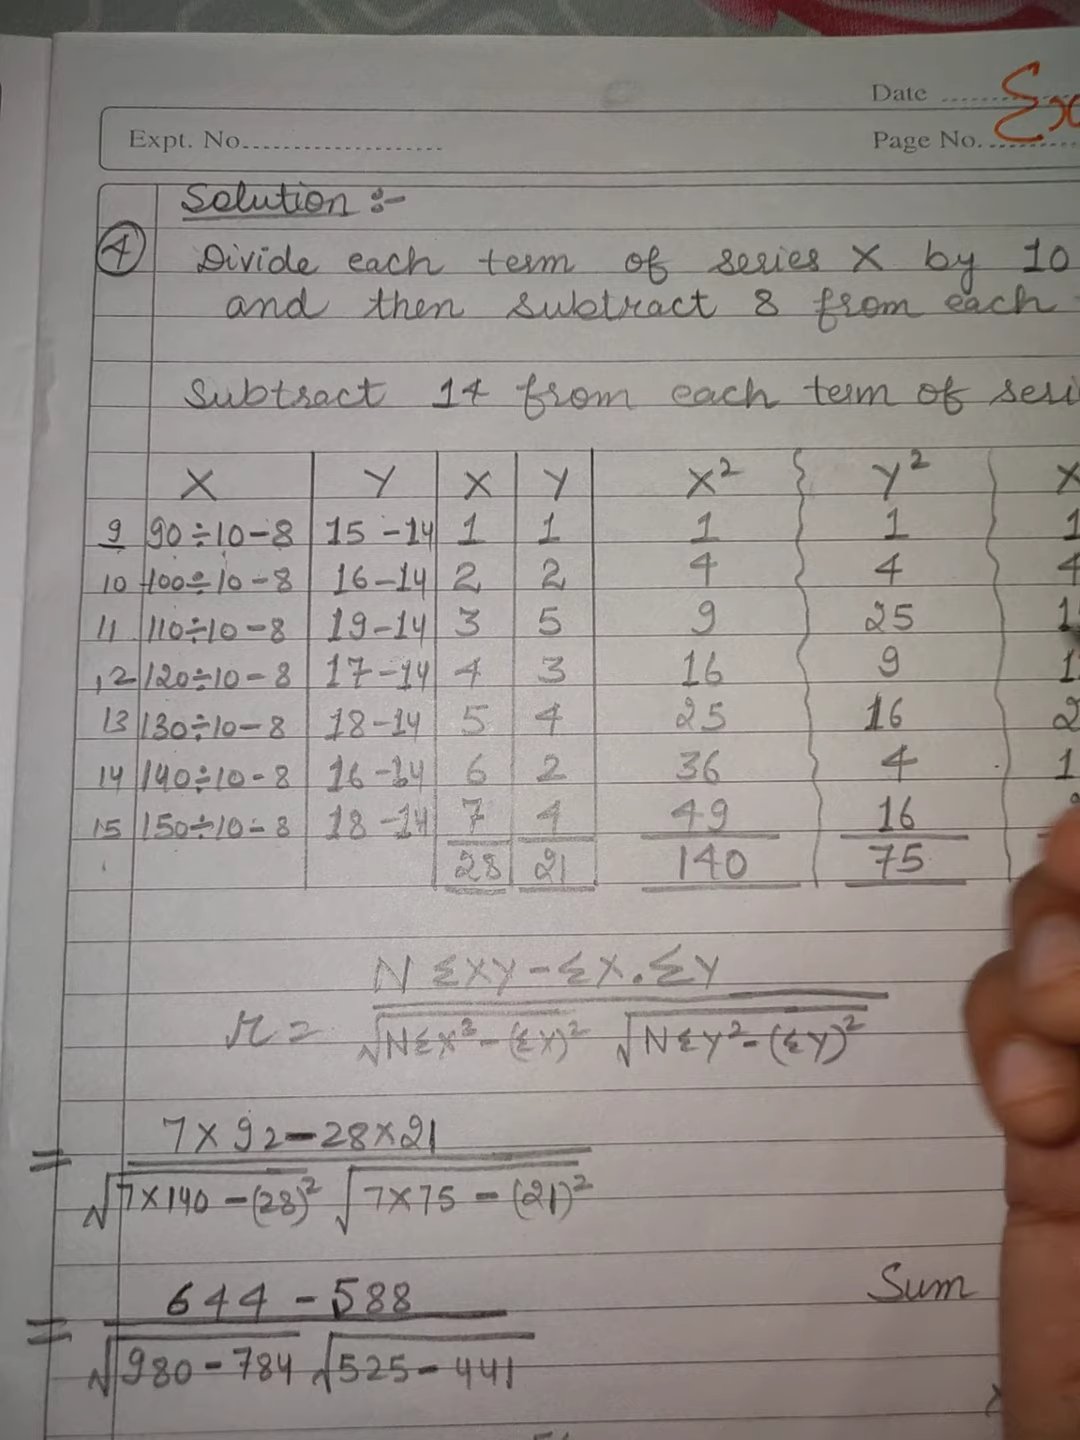 Date
Expt. No.
Page No.
Solution :-
4 Divide each term of series X by 10
and then subtract 8 from each
Subtract 14 from each term of
X Y X Y X² Y² X
9 90÷10-8 15-14 1 1 1 1 1
10 100÷10-8 16-14 2 2 4 4 4
11 110÷10-8 19-14 3 5 9 25
12 120÷10-8 17-14 4 3 16 9
13 130÷10-8 18-14 5 4 25 16
14 140÷10-8 16-14 6 2 36 4
15 150÷10-8 18-14 7 4 49 16
28 21 140 75
r = N ΣXY - ΣX.ΣY
√NΣX² - (ΣX)² √NΣY² - (ΣY)²
= 7×92-28×21
√7×140-(28)² √7×75-(21)²
= 644-588
√980-784 √525-441
Sum